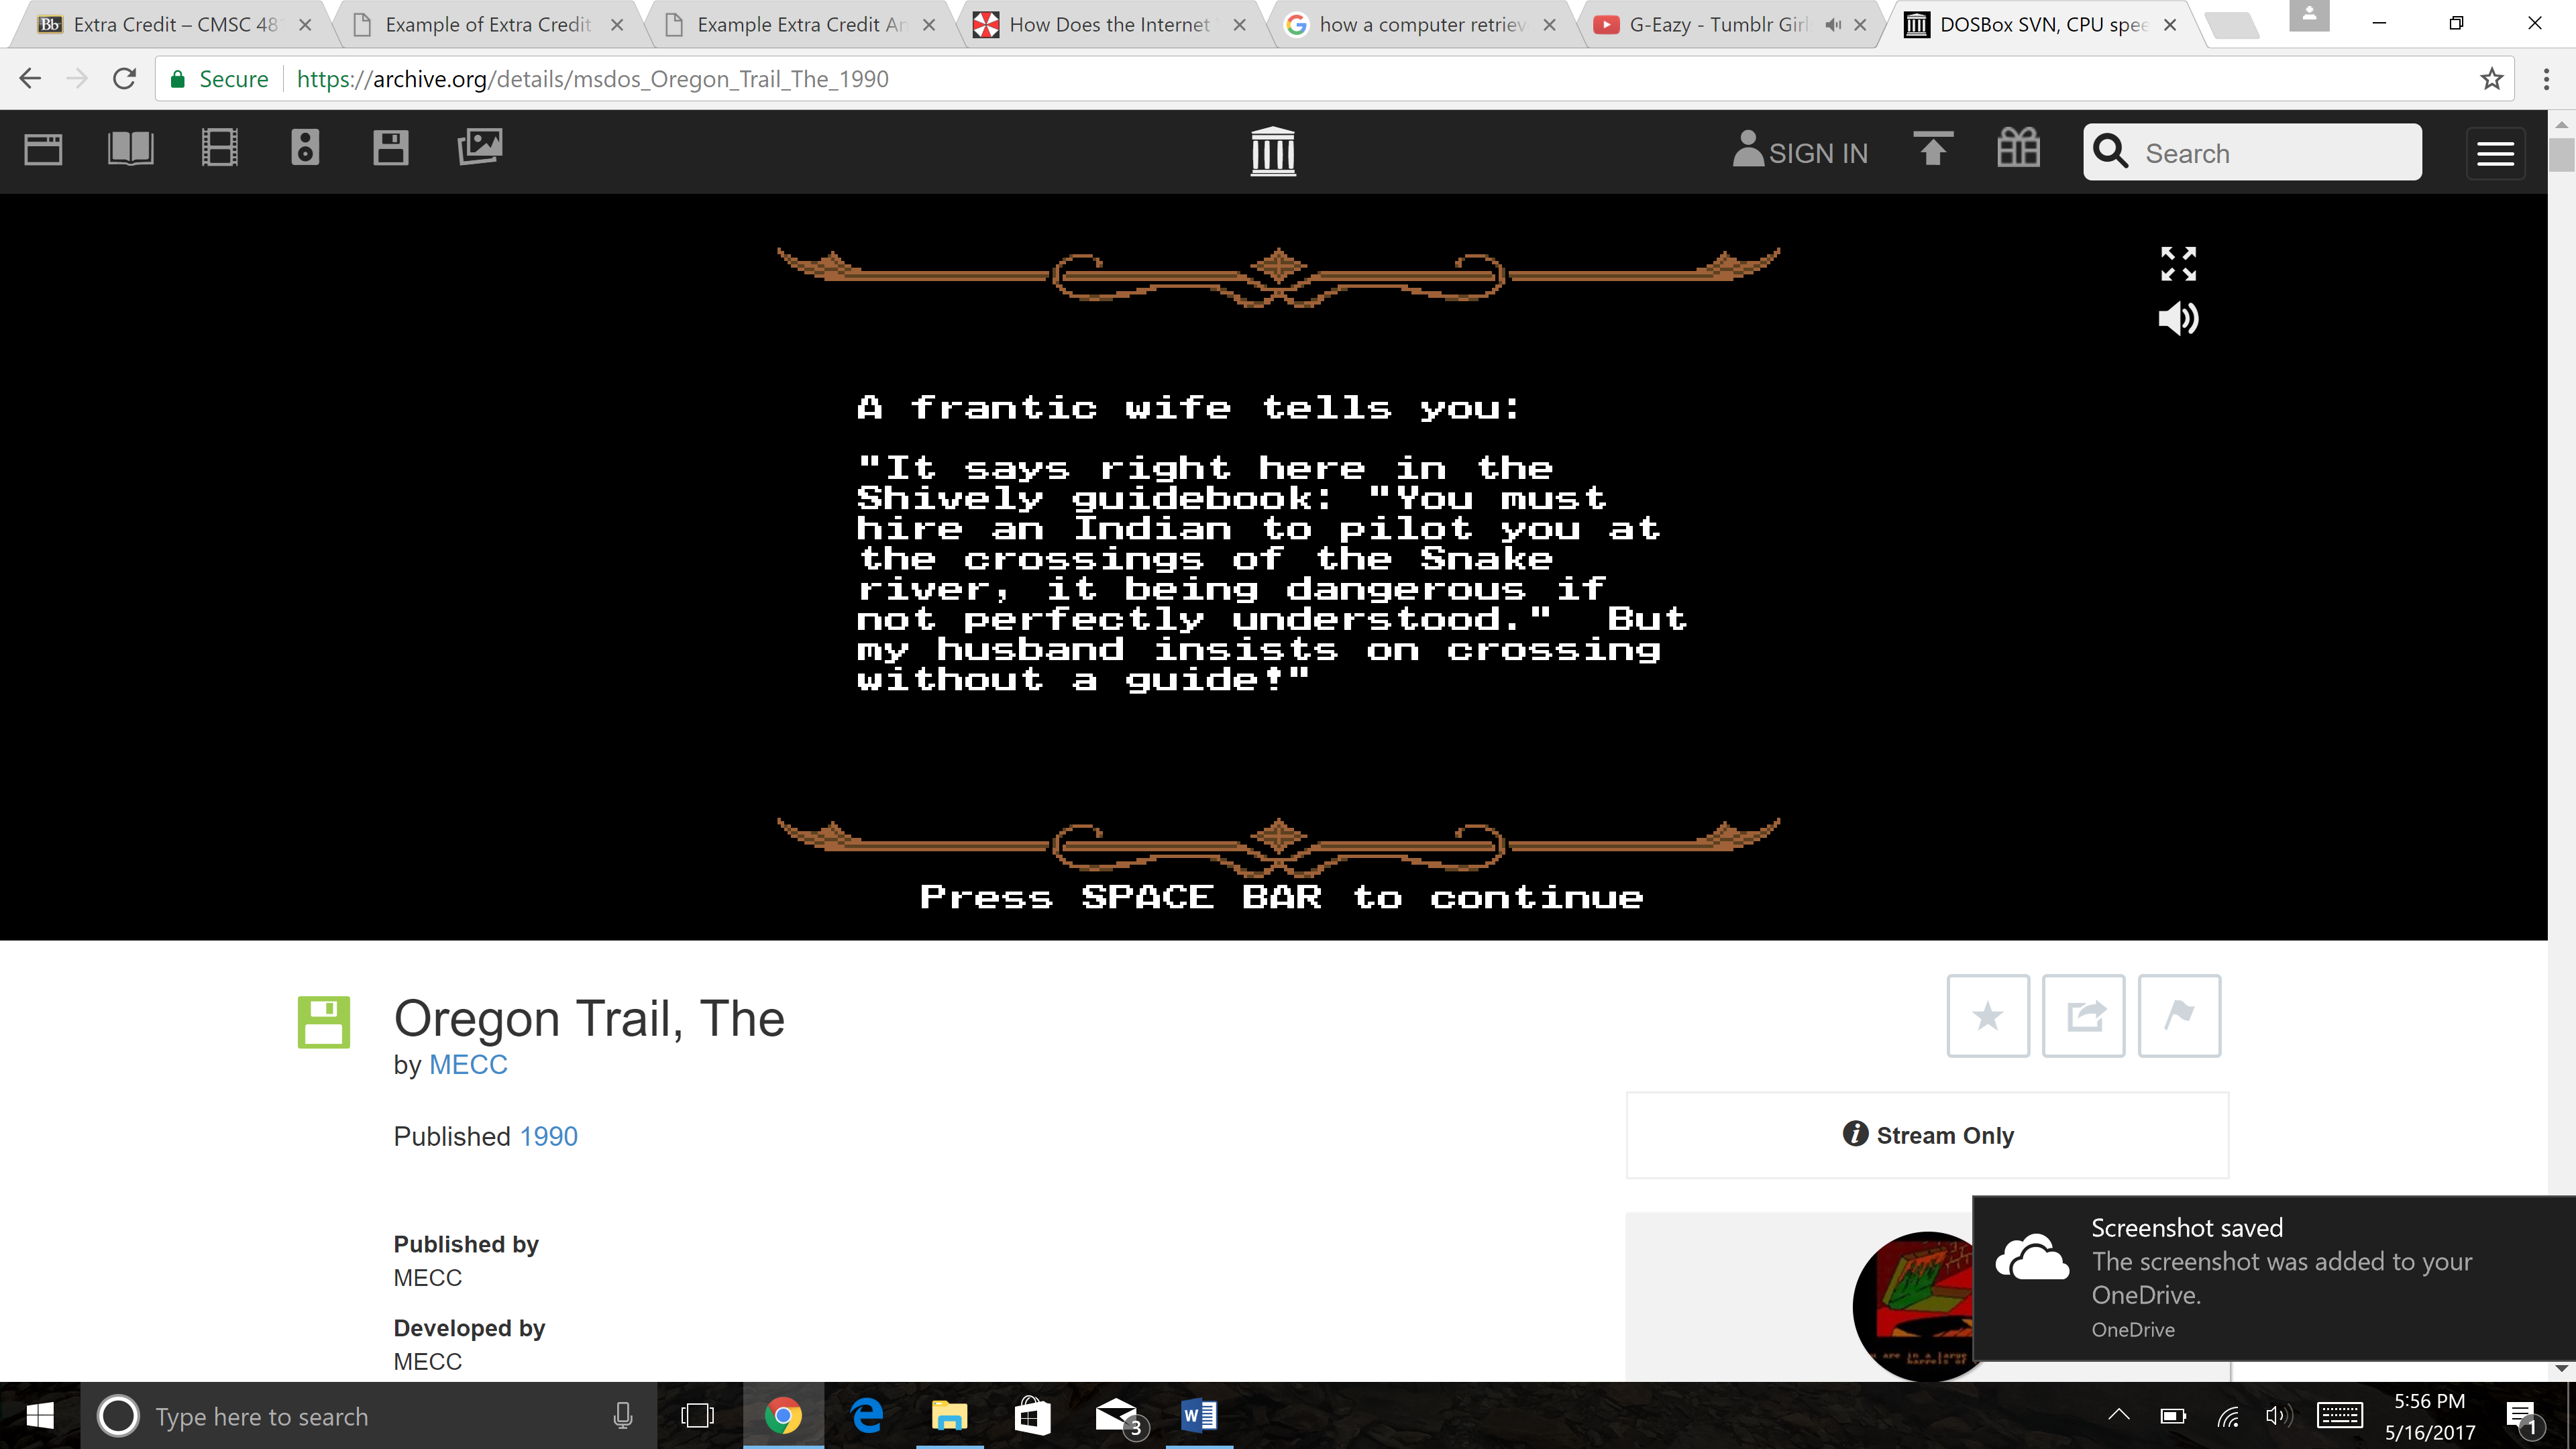 Extra Credit – CMSC 48
Example of Extra Credit
Example Extra Credit An
How Does the Internet
how a computer retriev
G-Eazy - Tumblr Girl
DOSBox SVN, CPU spee
Secure
https://archive.org/details/msdos_Oregon_Trail_The_1990
SIGN IN
Search
A frantic wife tells you:
"It says right here in the
Shively guidebook: "You must
hire an Indian to pilot you at
the crossings of the Snake
river, it being dangerous if
not perfectly understood." But
my husband insists on crossing
without a guide!"
Press SPACE BAR to continue
Oregon Trail, The
by MECC
Published 1990
Stream Only
Published by
MECC
Developed by
MECC
Screenshot saved
The screenshot was added to your
OneDrive.
OneDrive
Type here to search
3
5:56 PM
5/16/2017
1